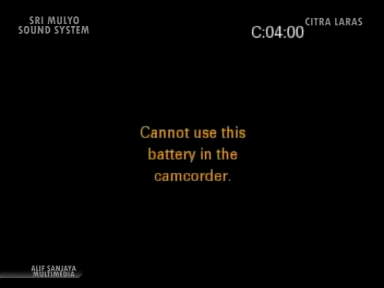 SRI MULYO
SOUND SYSTEM
C:04:00
CITRA LARAS
Cannot use this
battery in the
camcorder.
ALIF SANJAYA
MULTIMEDIA